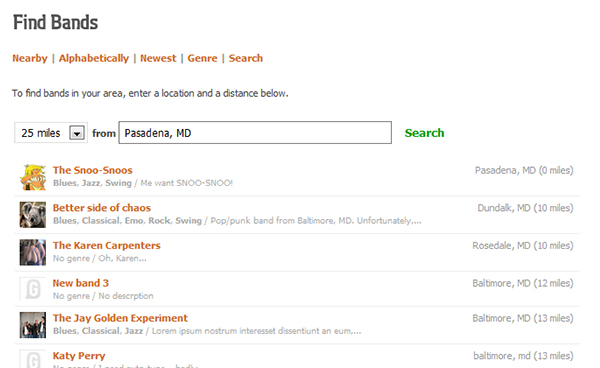 Find Bands
Nearby | Alphabetically | Newest | Genre | Search
To find bands in your area, enter a location and a distance below.
25 miles from Pasadena, MD Search
The Snoo-Snoos Pasadena, MD (0 miles)
Blues, Jazz, Swing / Me want SNOO-SNOO!
Better side of chaos Dundalk, MD (10 miles)
Blues, Classical, Emo, Rock, Swing / Pop/punk band from Baltimore, MD. Unfortunately,...
The Karen Carpenters Rosedale, MD (10 miles)
No genre / Oh, Karen...
New band 3 Baltimore, MD (12 miles)
No genre / No descrption
The Jay Golden Experiment Baltimore, MD (13 miles)
Blues, Classical, Jazz / Lorem ipsum nostrum interesset dissentiunt an eum,...
Katy Perry baltimore, md (13 miles)
No genre / I need